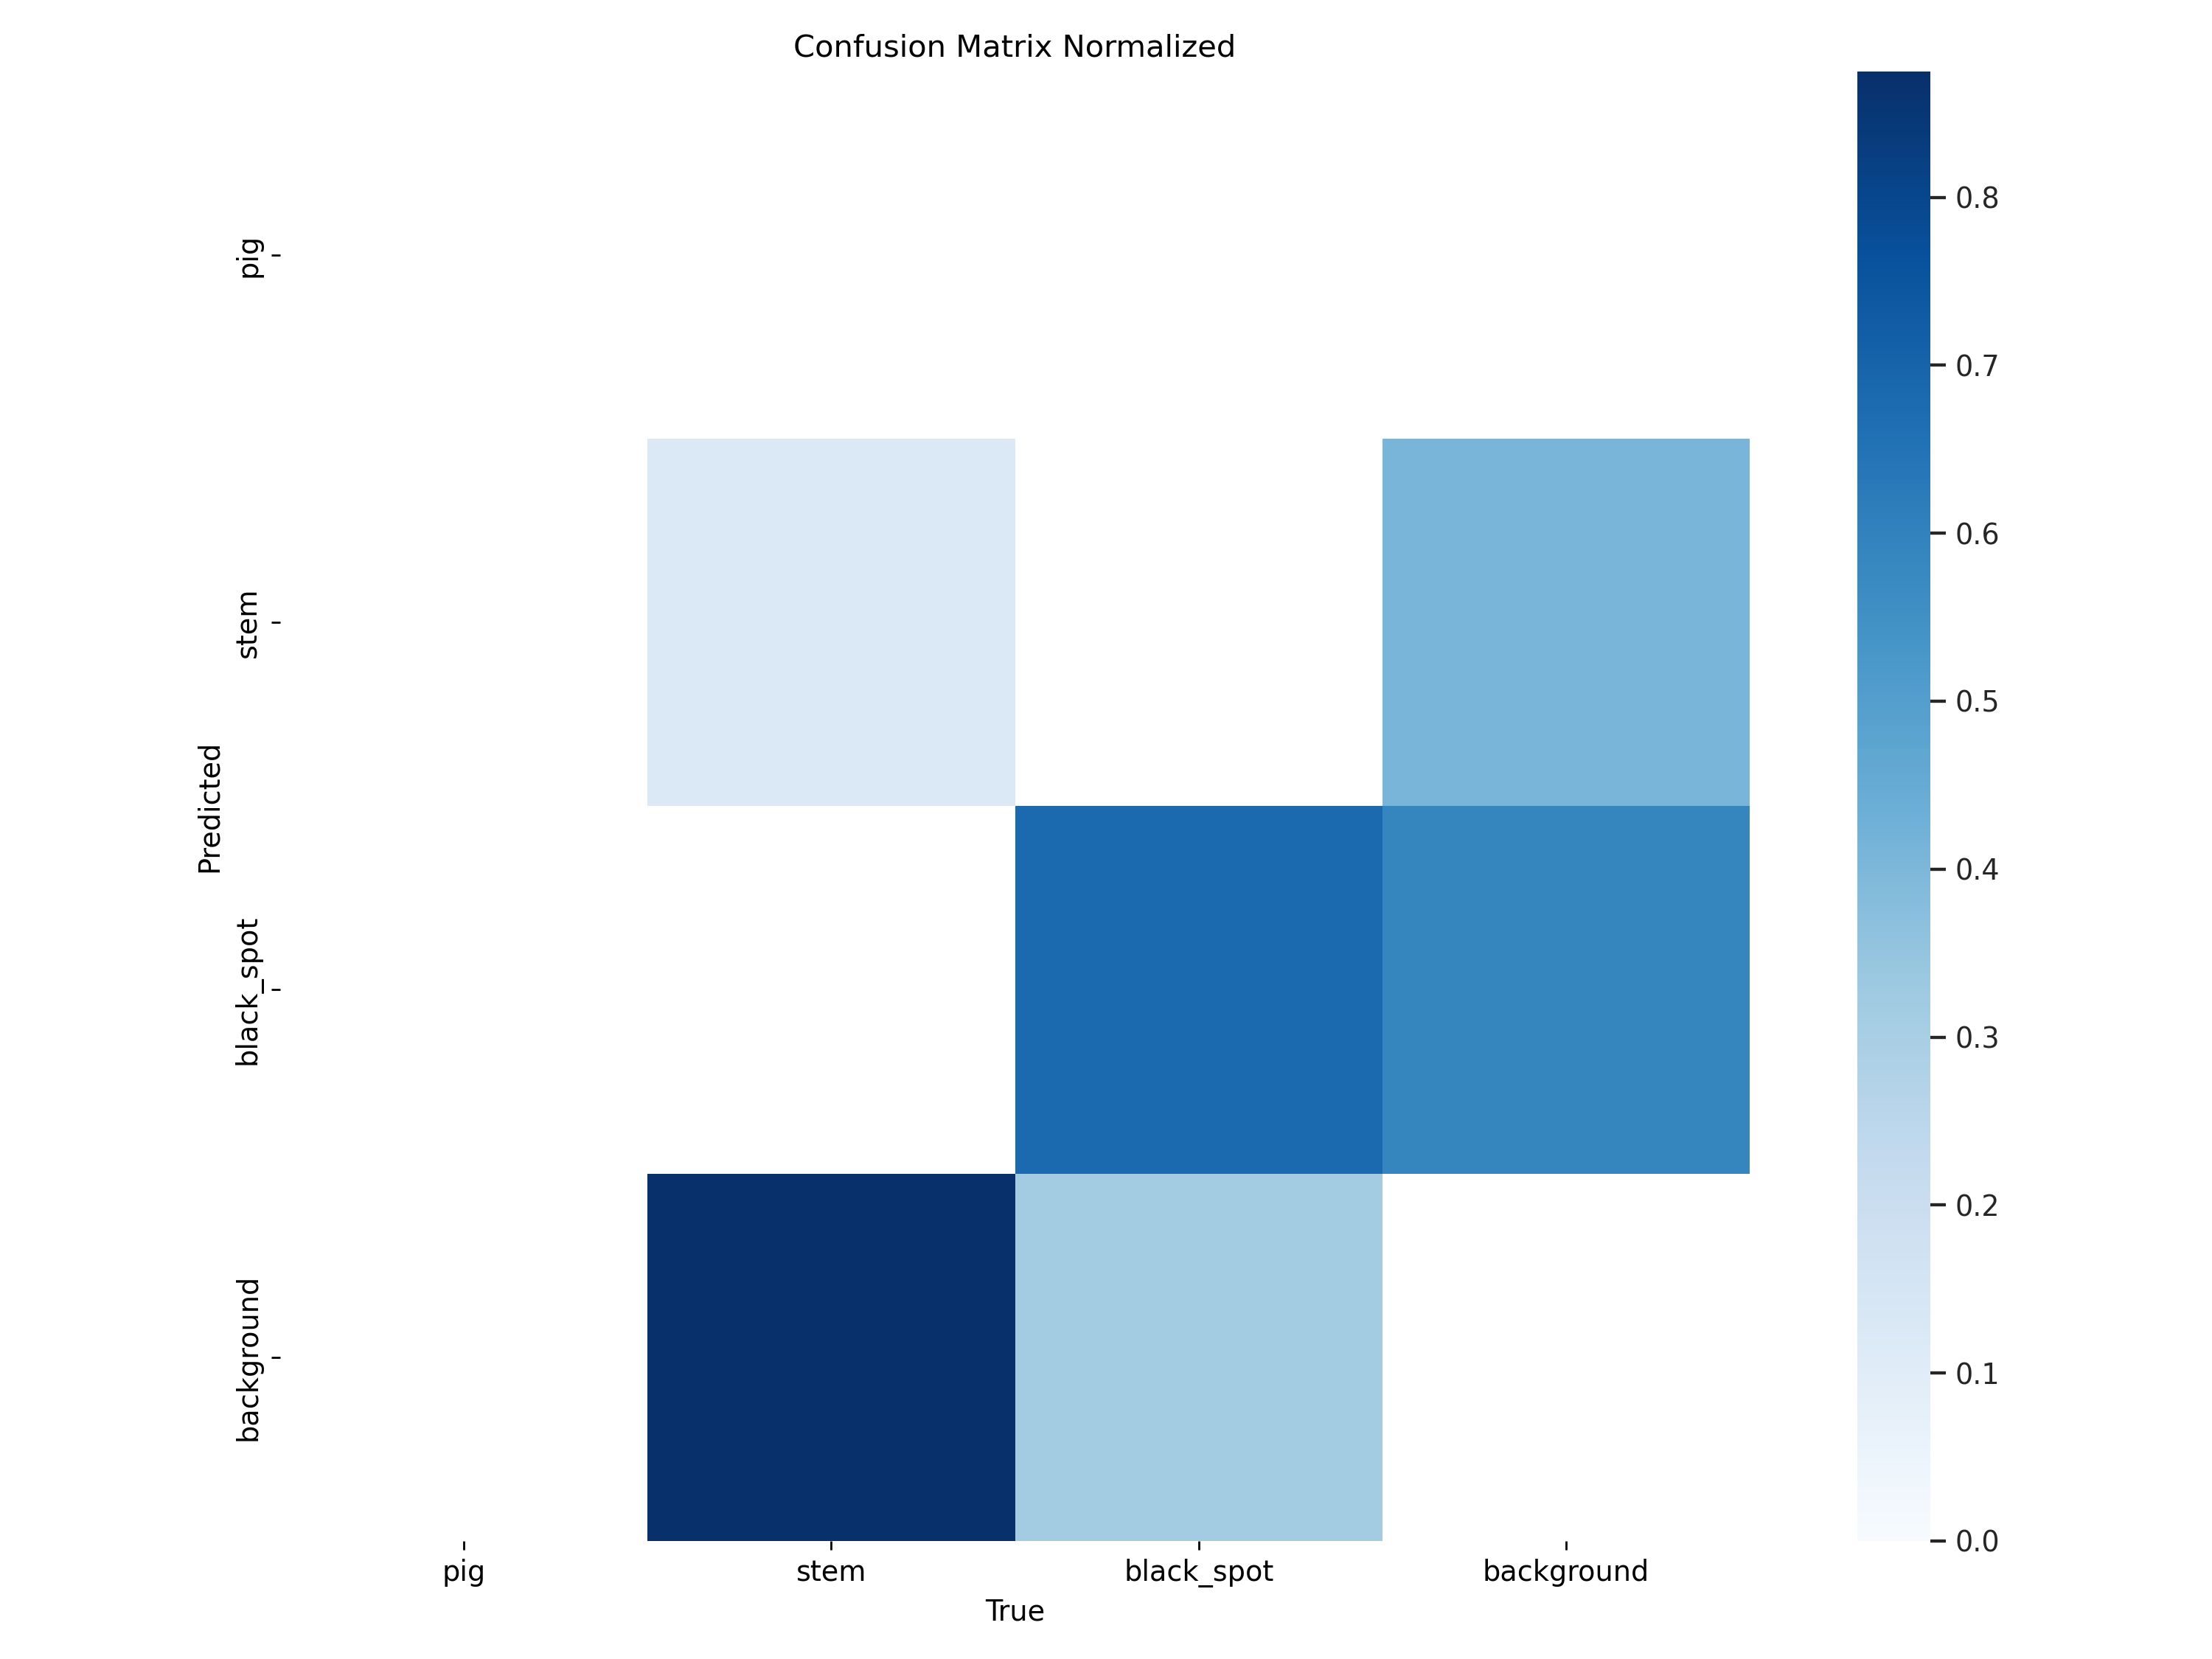 Confusion Matrix Normalized
pig
stem
black_spot
background
Predicted
pig
stem
black_spot
background
True
0.8
0.7
0.6
0.5
0.4
0.3
0.2
0.1
0.0